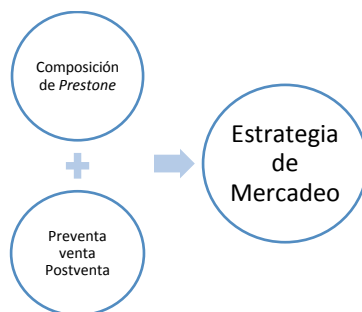 Composición
de Prestone
Preventa
venta
Postventa
Estrategia
de
Mercadeo